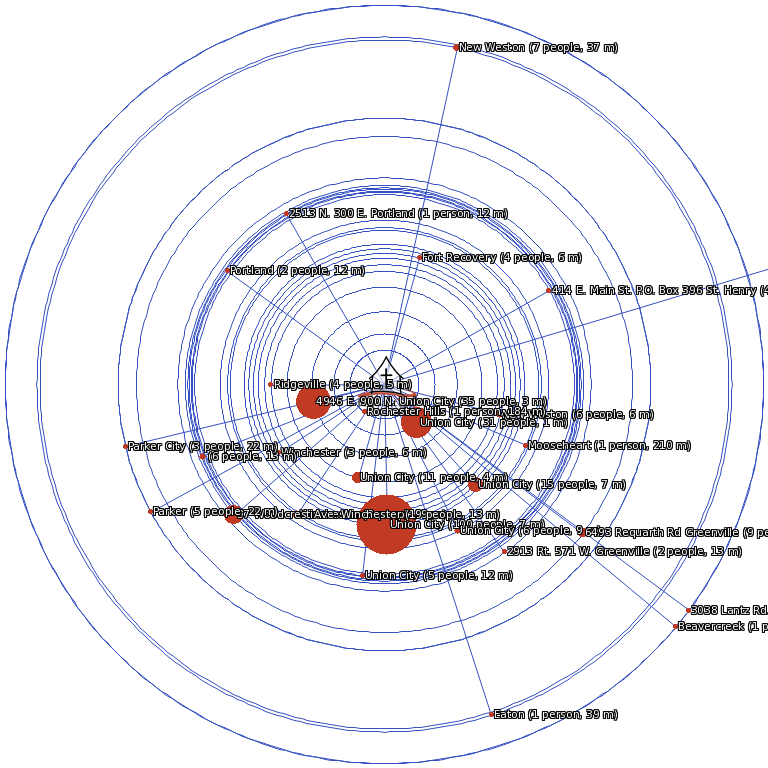 New Weston (7 people, 37 m)
2513 N. 300 E. Portland (1 person, 12 m)
Fort Recovery (4 people, 6 m)
Portland (2 people, 12 m)
414 E. Main St. P.O. Box 396 St. Henry (4
Ridgeville (4 people, 5 m)
4946 E. 900 N. Union City (35 people, 3 m)
Rochester Hills (1 person, 184 m)
(6 people, 6 m)
Union City (31 people, 1 m)
Parker City (3 people, 22 m)
Mooseheart (1 person, 210 m)
Winchester (3 people, 6 m)
(6 people, 13 m)
Union City (11 people, 4 m)
Union City (15 people, 7 m)
Parker (5 people, 22 m)
Winchester (19 people, 13 m)
Union City (100 people, 7 m)
Union City (6 people, 9
6493 Requarth Rd Greenville (9 pe
2913 Rt. 571 W. Greenville (2 people, 13 m)
Union City (5 people, 12 m)
3038 Lantz Rd
Beavercreek (1 p
Eaton (1 person, 39 m)